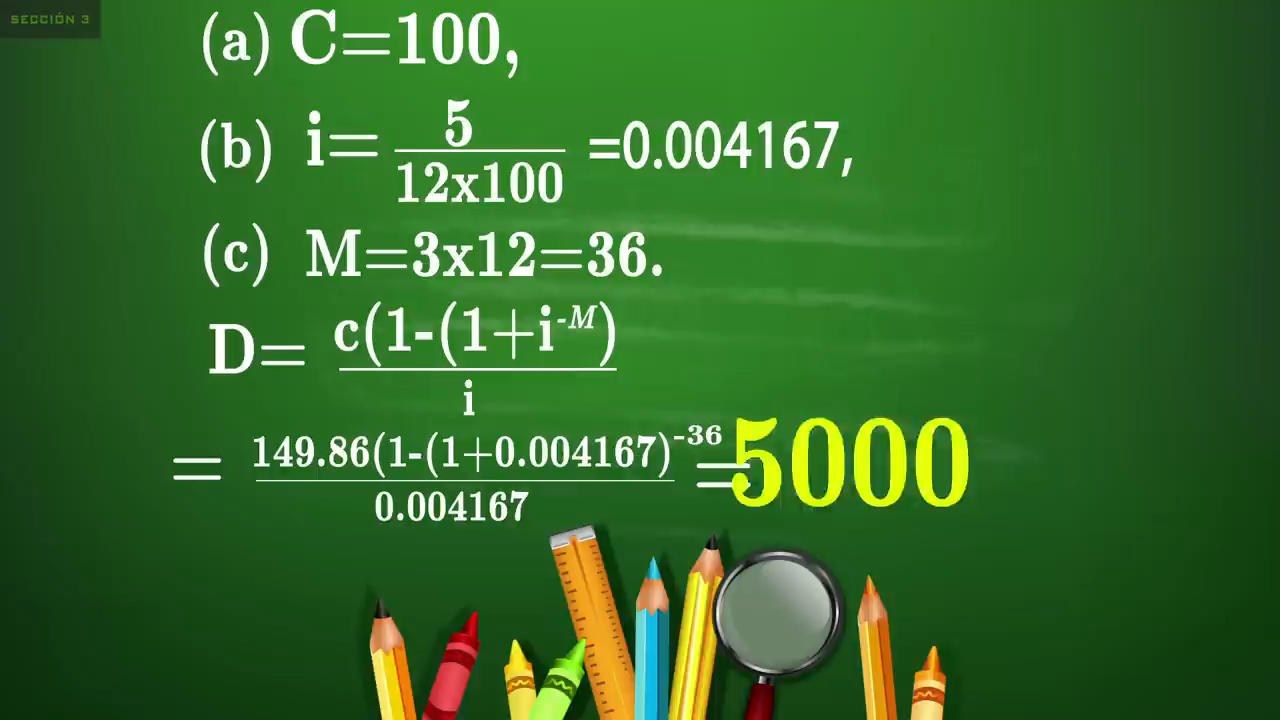 SECCIÓN 3
(a) C=100,
(b) i= 5/12x100 =0.004167,
(c) M=3x12=36.
D= c(1-(1+i^-M)/i
= 149.86(1-(1+0.004167)^-36/0.004167 =5000